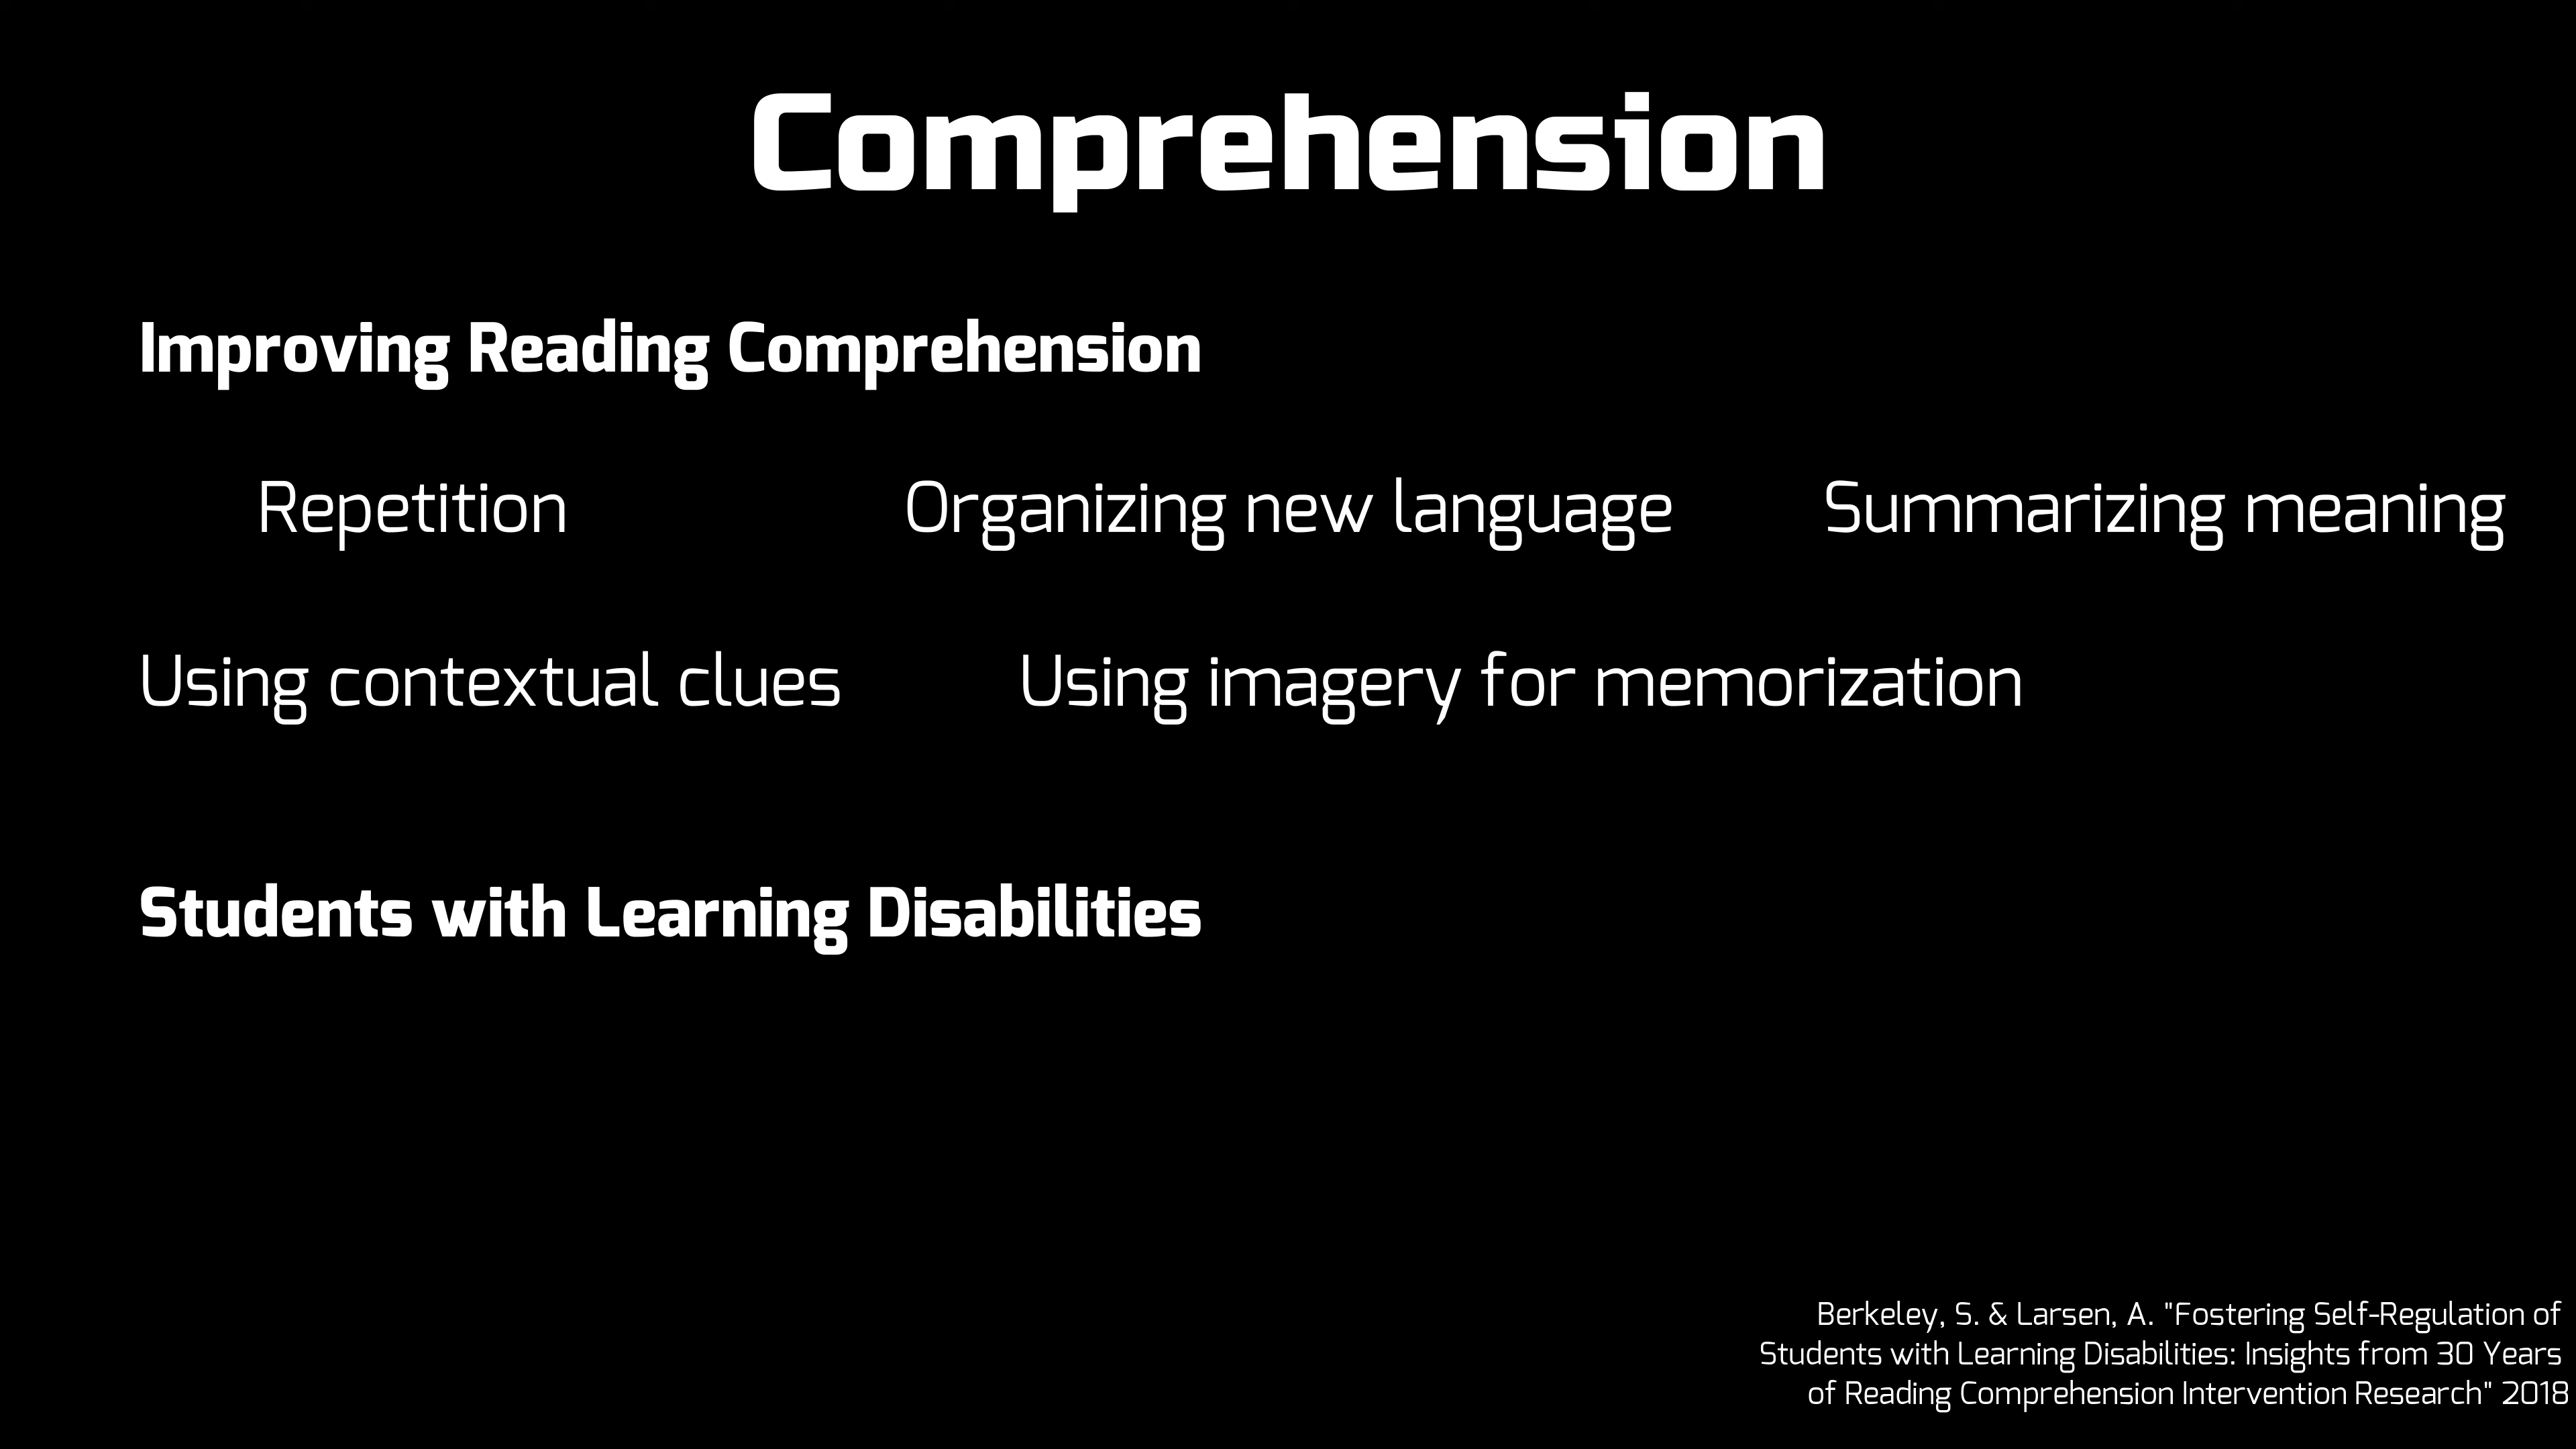 Comprehension
Improving Reading Comprehension
Repetition Organizing new language Summarizing meaning
Using contextual clues Using imagery for memorization
Students with Learning Disabilities
Berkeley, S. & Larsen, A. "Fostering Self-Regulation of
Students with Learning Disabilities: Insights from 30 Years
of Reading Comprehension Intervention Research" 2018